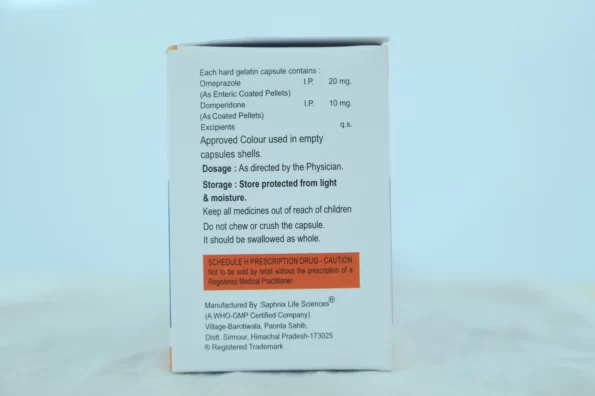 Each hard gelatin capsule contains :
Omeprazole I.P. 20 mg.
(As Enteric Coated Pellets)
Domperidone I.P. 10 mg.
(As Coated Pellets)
Excipients q.s.
Approved Colour used in empty
capsules shells.
Dosage : As directed by the Physician.
Storage : Store protected from light
& moisture.
Keep all medicines out of reach of children
Do not chew or crush the capsule.
It should be swallowed as whole.
SCHEDULE H PRESCRIPTION DRUG - CAUTION
Not to be sold by retail without the prescription of a
Registered Medical Practitioner
Manufactured By :Saphnix Life Sciences®
(A WHO-GMP Certified Company)
Village-Barotiwala, Paonta Sahib,
Distt. Sirmour, Himachal Pradesh-173025
® Registered Trademark